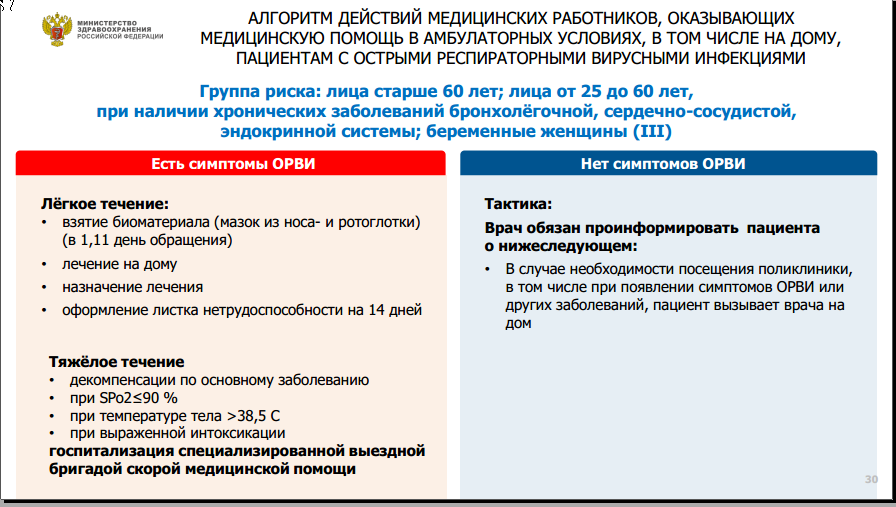 МИНИСТЕРСТВО
ЗДРАВООХРАНЕНИЯ
РОССИЙСКОЙ ФЕДЕРАЦИИ
АЛГОРИТМ ДЕЙСТВИЙ МЕДИЦИНСКИХ РАБОТНИКОВ, ОКАЗЫВАЮЩИХ
МЕДИЦИНСКУЮ ПОМОЩЬ В АМБУЛАТОРНЫХ УСЛОВИЯХ, В ТОМ ЧИСЛЕ НА ДОМУ,
ПАЦИЕНТАМ С ОСТРЫМИ РЕСПИРАТОРНЫМИ ВИРУСНЫМИ ИНФЕКЦИЯМИ
Группа риска: лица старше 60 лет; лица от 25 до 60 лет,
при наличии хронических заболеваний бронхолёгочной, сердечно-сосудистой,
эндокринной системы; беременные женщины (III)
Есть симптомы ОРВИ
Лёгкое течение:
• взятие биоматериала (мазок из носа- и ротоглотки)
(в 1,11 день обращения)
• лечение на дому
• назначение лечения
• оформление листка нетрудоспособности на 14 дней
Тяжёлое течение
• декомпенсации по основному заболеванию
• при SPo2≤90 %
• при температуре тела >38,5 С
• при выраженной интоксикации
госпитализация специализированной выездной
бригадой скорой медицинской помощи
Нет симптомов ОРВИ
Тактика:
Врач обязан проинформировать пациента
о нижеследующем:
• В случае необходимости посещения поликлиники,
в том числе при появлении симптомов ОРВИ или
других заболеваний, пациент вызывает врача на
дом
30